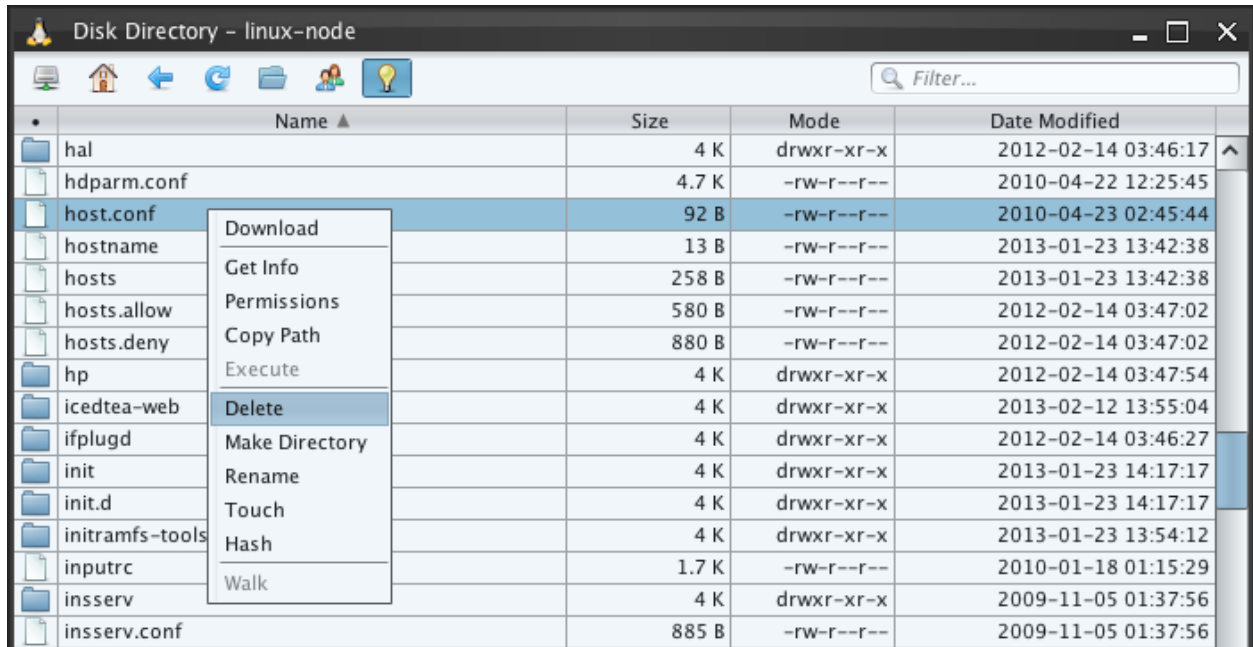 Disk Directory – linux-node
Filter...
• Name ▲ Size Mode Date Modified
hal 4 K drwxr-xr-x 2012-02-14 03:46:17
hdparm.conf 4.7 K -rw-r--r-- 2010-04-22 12:25:45
host.conf 92 B -rw-r--r-- 2010-04-23 02:45:44
hostname 13 B -rw-r--r-- 2013-01-23 13:42:38
hosts 258 B -rw-r--r-- 2013-01-23 13:42:38
hosts.allow 580 B -rw-r--r-- 2012-02-14 03:47:02
hosts.deny 880 B -rw-r--r-- 2012-02-14 03:47:02
hp 4 K drwxr-xr-x 2012-02-14 03:47:54
icedtea-web 4 K drwxr-xr-x 2013-02-12 13:55:04
ifplugd 4 K drwxr-xr-x 2012-02-14 03:46:27
init 4 K drwxr-xr-x 2013-01-23 14:17:17
init.d 4 K drwxr-xr-x 2013-01-23 14:17:17
initramfs-tools 4 K drwxr-xr-x 2013-01-23 13:54:12
inputrc 1.7 K -rw-r--r-- 2010-01-18 01:15:29
insserv 4 K drwxr-xr-x 2009-11-05 01:37:56
insserv.conf 885 B -rw-r--r-- 2009-11-05 01:37:56
Download
Get Info
Permissions
Copy Path
Execute
Delete
Make Directory
Rename
Touch
Hash
Walk